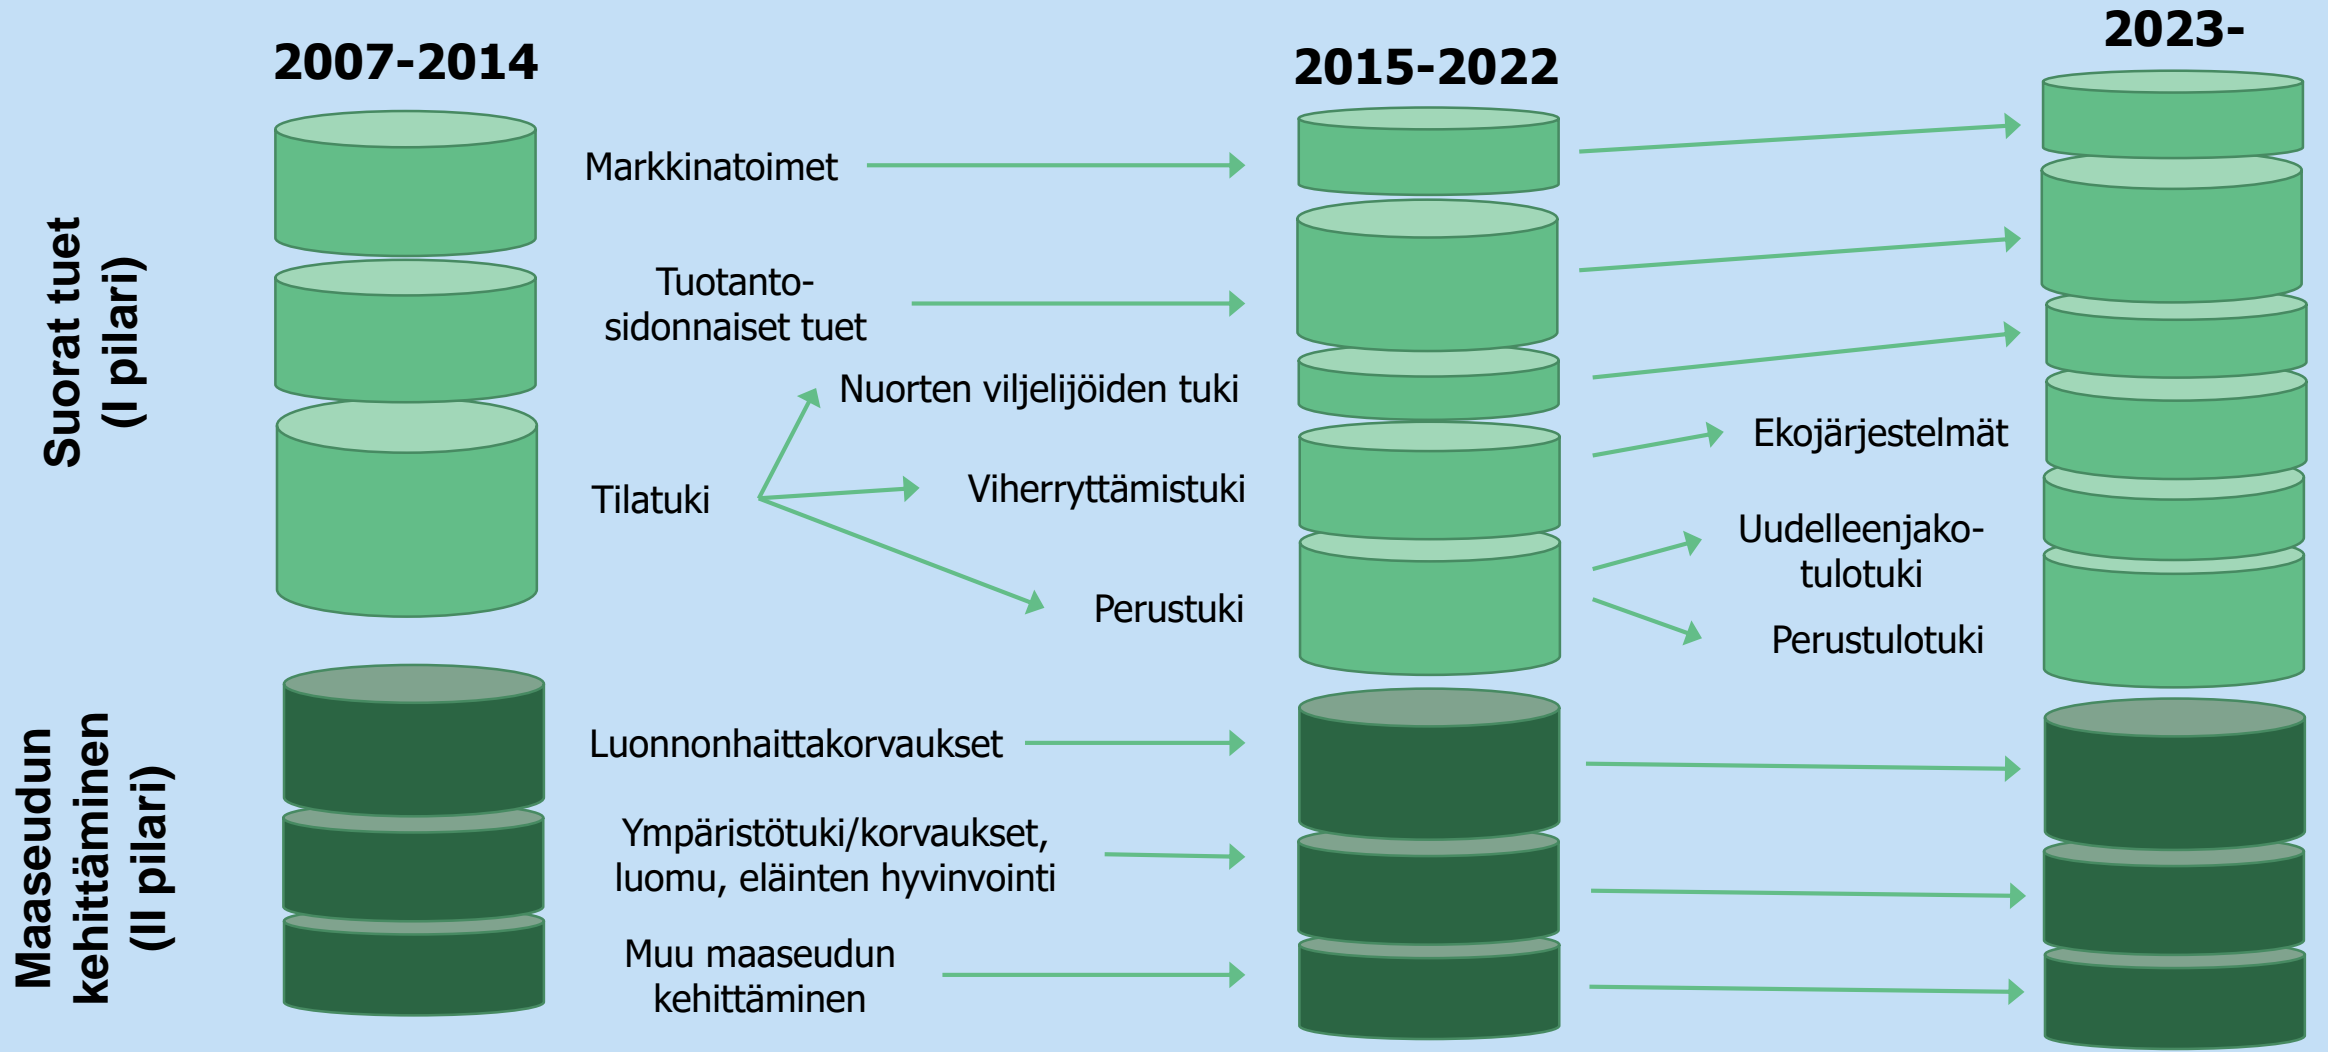 2007-2014
2015-2022
2023-
Suorat tuet
(I pilari)
Markkinatoimet
Tuotanto-
sidonnaiset tuet
Nuorten viljelijöiden tuki
Tilatuki
Viherryttämistuki
Perustuki
Ekojärjestelmät
Uudelleenjako-
tulotuki
Perustulotuki
Maaseudun
kehittäminen
(II pilari)
Luonnonhaittakorvaukset
Ympäristötuki/korvaukset,
luomu, eläinten hyvinvointi
Muu maaseudun
kehittäminen